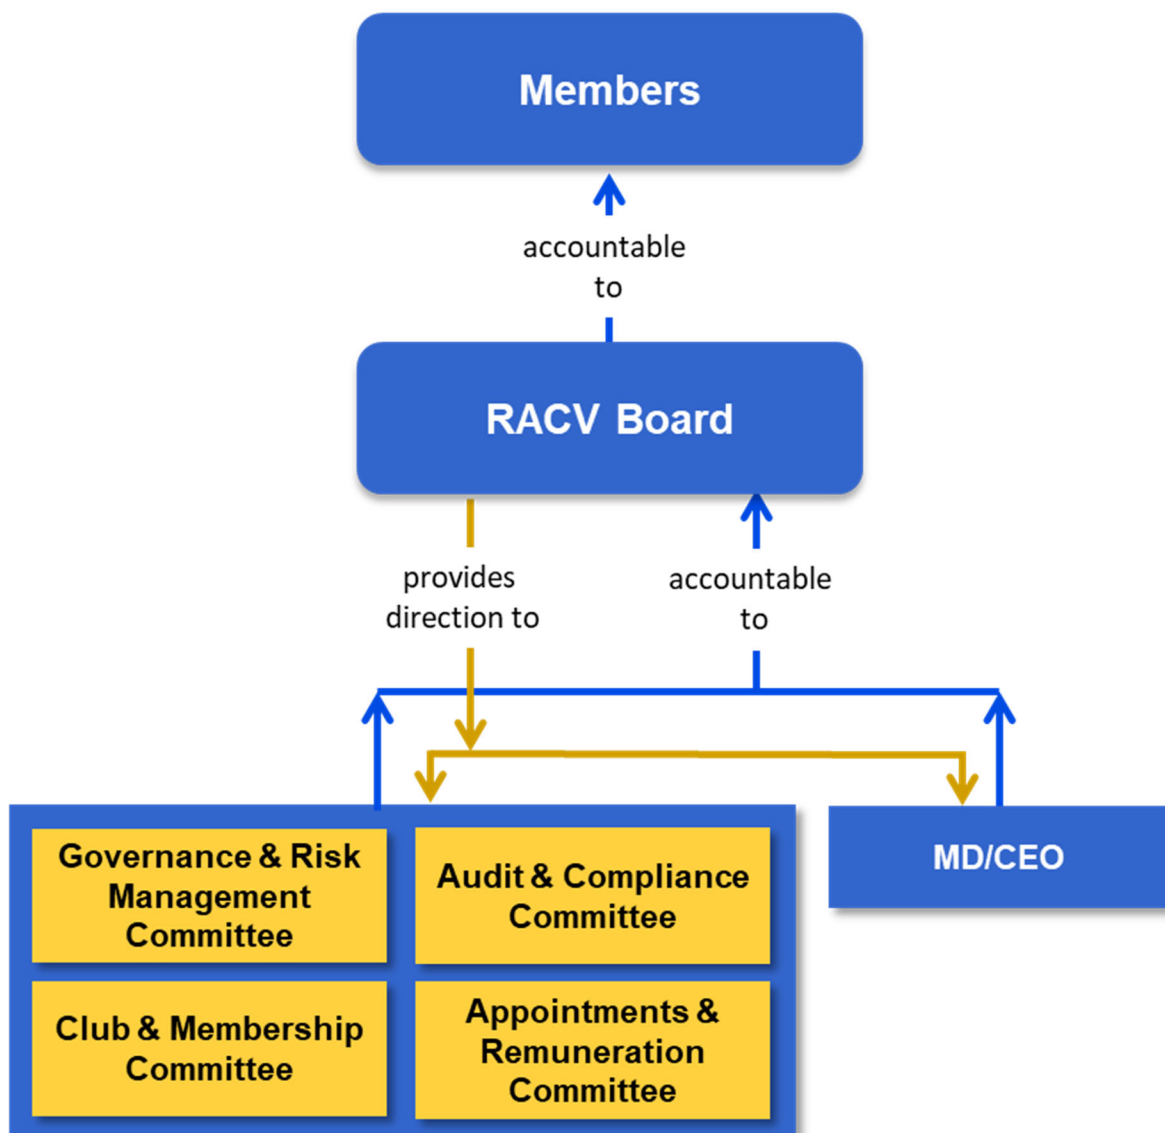 Members
accountable
to
RACV Board
provides
direction to
accountable
to
Governance & Risk
Management
Committee
Audit & Compliance
Committee
MD/CEO
Club & Membership
Committee
Appointments &
Remuneration
Committee